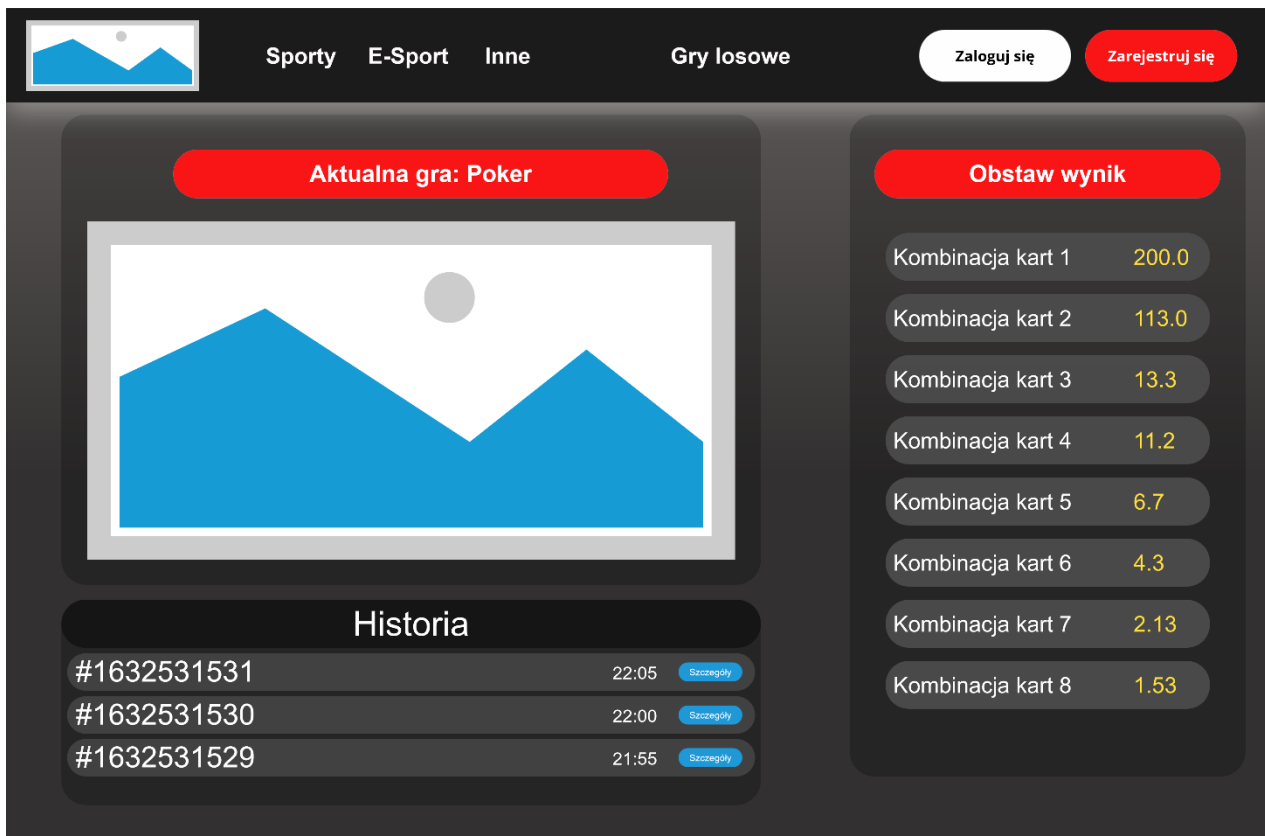 Sporty E-Sport Inne Gry losowe Zaloguj się Zarejestruj się
Aktualna gra: Poker
Obstaw wynik
Kombinacja kart 1 200.0
Kombinacja kart 2 113.0
Kombinacja kart 3 13.3
Kombinacja kart 4 11.2
Kombinacja kart 5 6.7
Kombinacja kart 6 4.3
Kombinacja kart 7 2.13
Kombinacja kart 8 1.53
Historia
#1632531531 22:05 Szczegóły
#1632531530 22:00 Szczegóły
#1632531529 21:55 Szczegóły